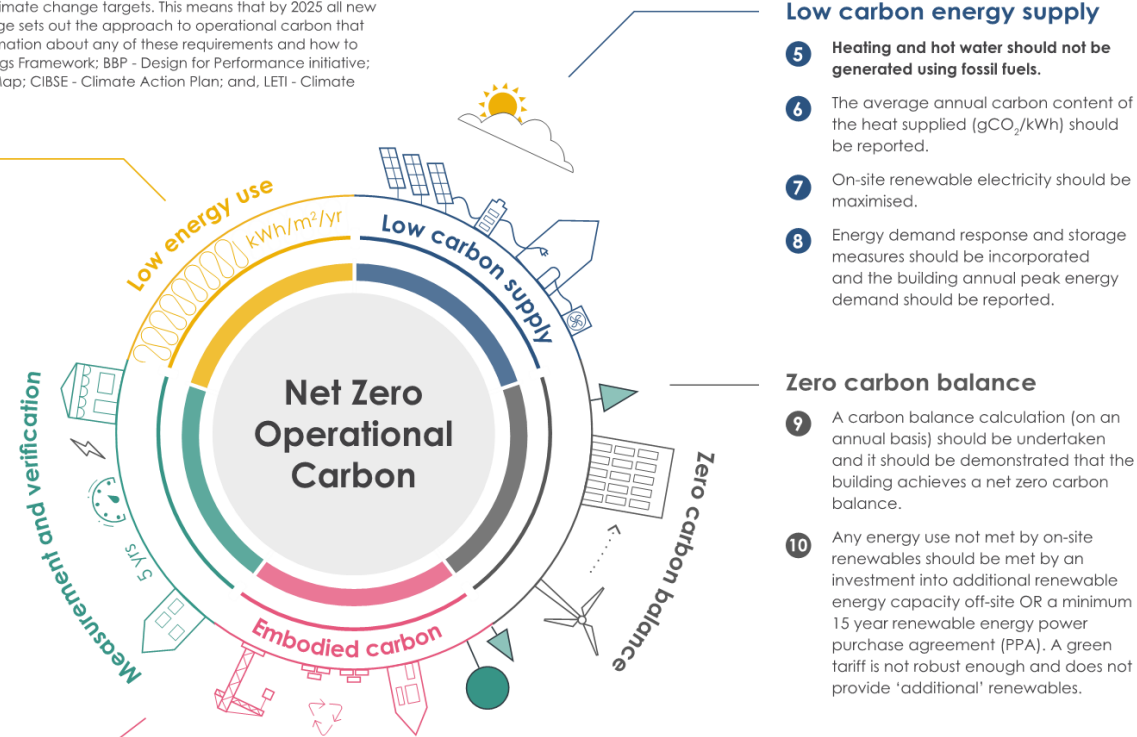 climate change targets. This means that by 2025 all new
sets out the approach to operational carbon that
about any of these requirements and how to
Framework; BBP - Design for Performance initiative;
Map; CIBSE - Climate Action Plan; and, LETI - Climate
Low energy use
kWh/m²/yr
Low carbon supply
Measurement and verification
5 yrs
Net Zero
Operational
Carbon
Embodied carbon
Zero carbon balance
Low carbon energy supply
5 Heating and hot water should not be
generated using fossil fuels.
6 The average annual carbon content of
the heat supplied (gCO₂/kWh) should
be reported.
7 On-site renewable electricity should be
maximised.
8 Energy demand response and storage
measures should be incorporated
and the building annual peak energy
demand should be reported.
Zero carbon balance
9 A carbon balance calculation (on an
annual basis) should be undertaken
and it should be demonstrated that the
building achieves a net zero carbon
balance.
10 Any energy use not met by on-site
renewables should be met by an
investment into additional renewable
energy capacity off-site OR a minimum
15 year renewable energy power
purchase agreement (PPA). A green
tariff is not robust enough and does not
provide ‘additional’ renewables.